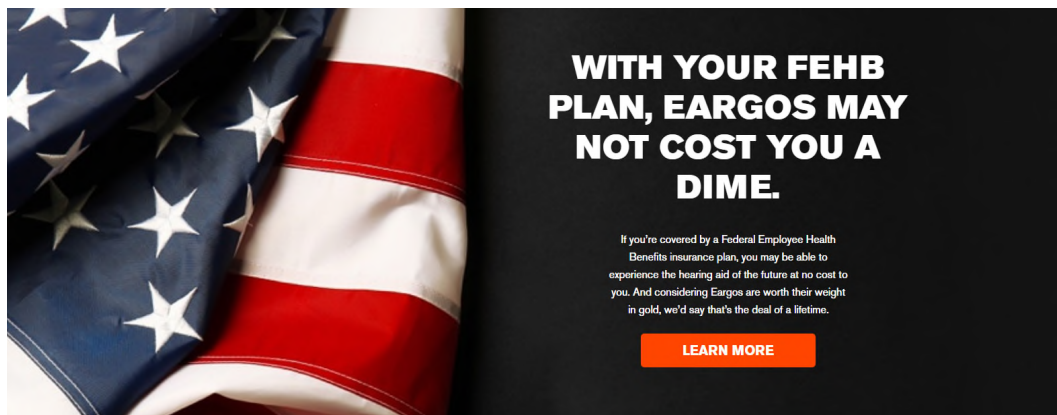 WITH YOUR FEHB
PLAN, EARGOS MAY
NOT COST YOU A
DIME.
If you're covered by a Federal Employee Health
Benefits insurance plan, you may be able to
experience the hearing aid of the future at no cost to
you. And considering Eargos are worth their weight
in gold, we'd say that's the deal of a lifetime.
LEARN MORE